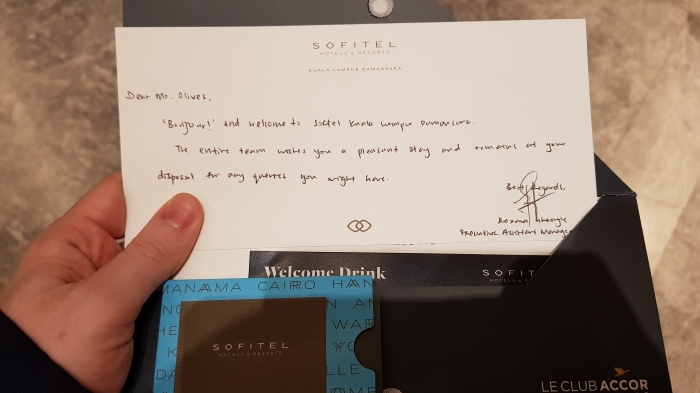 SOFITEL
HOTELS & RESORTS
KUALA LUMPUR DAMANSARA
Dear Mr. Olives,
'Bonjour!' and welcome to Sofitel Kuala Lumpur Damansara.
The entire team wishes you a pleasant stay and remains at your
disposal for any queries you might have.
Best Regards,
Roxana
Executive Assistant Manager
Welcome Drink
SOFITEL
MANAMA CAIRO HAN
SOFITEL
HOTELS & RESORTS
LE CLUB ACCOR